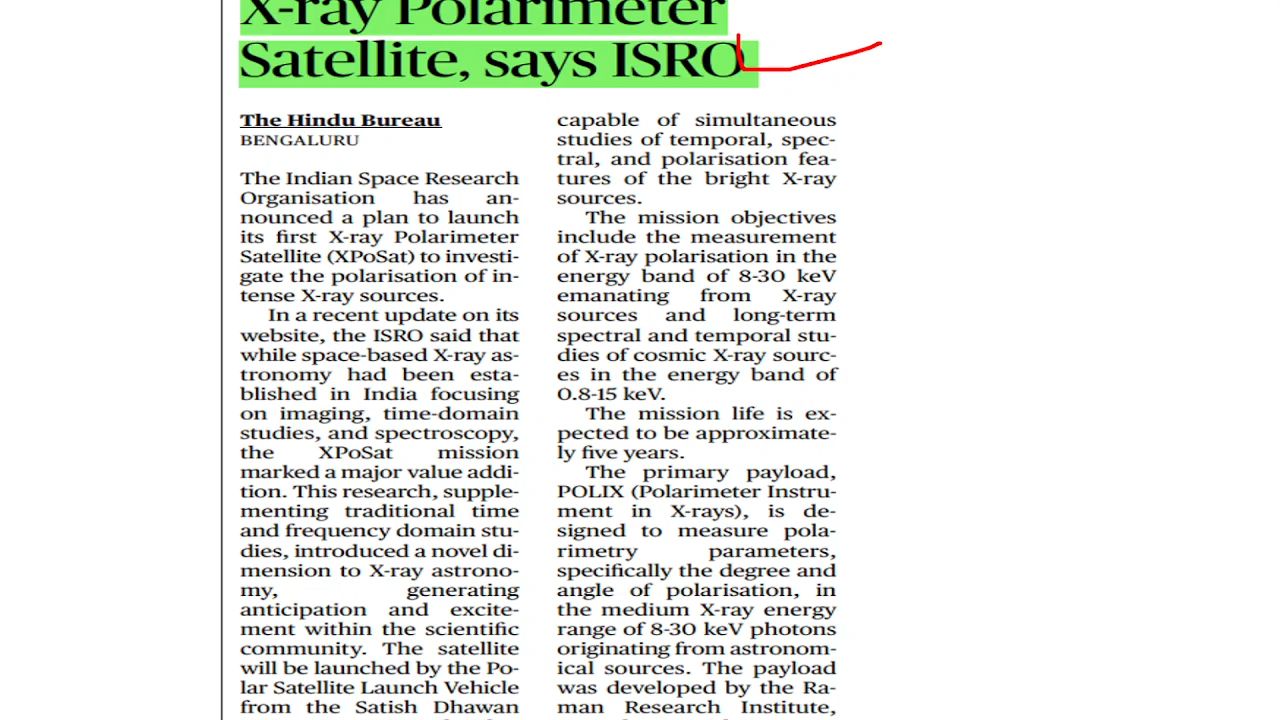 X-ray Polarimeter
Satellite, says ISRO
The Hindu Bureau
BENGALURU
The Indian Space Research
Organisation has an-
nounced a plan to launch
its first X-ray Polarimeter
Satellite (XPoSat) to investi-
gate the polarisation of in-
tense X-ray sources.
In a recent update on its
website, the ISRO said that
while space-based X-ray as-
tronomy had been esta-
blished in India focusing
on imaging, time-domain
studies, and spectroscopy,
the XPoSat mission
marked a major value addi-
tion. This research, supple-
menting traditional time
and frequency domain stu-
dies, introduced a novel di-
mension to X-ray astrono-
my, generating
anticipation and excite-
ment within the scientific
community. The satellite
will be launched by the Po-
lar Satellite Launch Vehicle
from the Satish Dhawan
capable of simultaneous
studies of temporal, spec-
tral, and polarisation fea-
tures of the bright X-ray
sources.
The mission objectives
include the measurement
of X-ray polarisation in the
energy band of 8-30 keV
emanating from X-ray
sources and long-term
spectral and temporal stu-
dies of cosmic X-ray sourc-
es in the energy band of
0.8-15 keV.
The mission life is ex-
pected to be approximate-
ly five years.
The primary payload,
POLIX (Polarimeter Instru-
ment in X-rays), is de-
signed to measure pola-
rimetry parameters,
specifically the degree and
angle of polarisation, in
the medium X-ray energy
range of 8-30 keV photons
originating from astronom-
ical sources. The payload
was developed by the Ra-
man Research Institute,